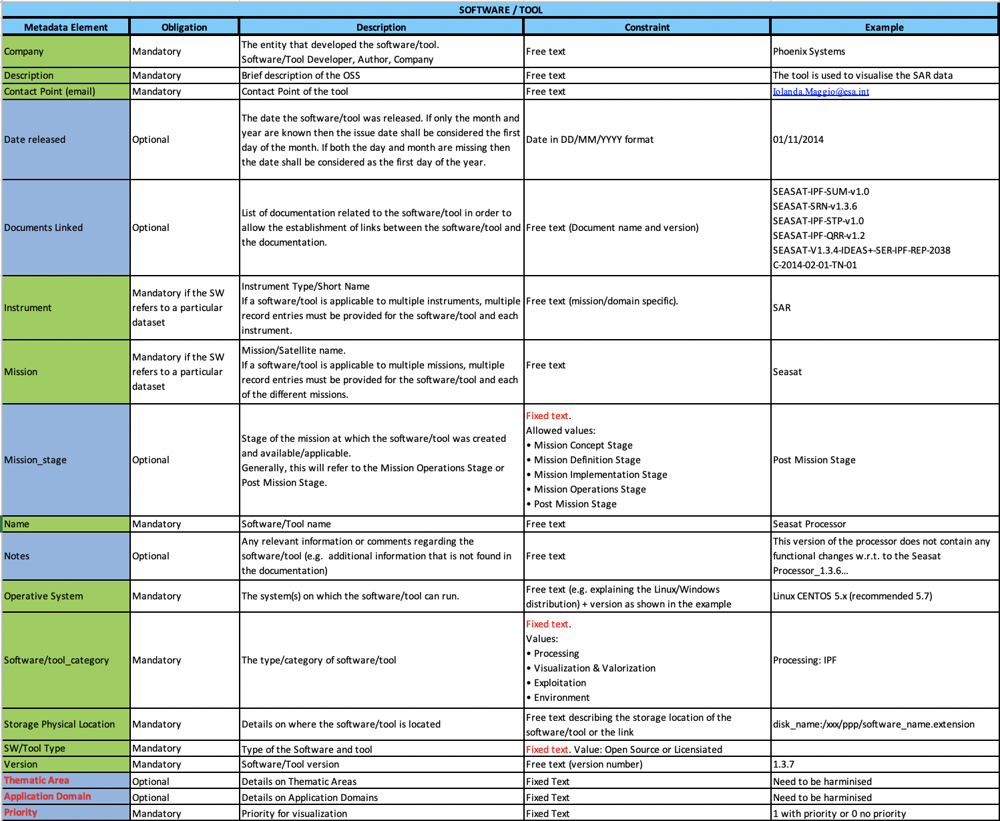 SOFTWARE / TOOL
Metadata Element Obligation Description Constraint Example
Company Mandatory The entity that developed the software/tool. Free text Phoenix Systems
Software/Tool Developer, Author, Company
Description Mandatory Brief description of the OSS Free text The tool is used to visualise the SAR data
Contact Point (email) Mandatory Contact Point of the tool Free text Iolanda.Maggio@esa.int
Date released Optional
The date the software/tool was released. If only the month and
year are known then the issue date shall be considered the first
day of the month. If both the day and month are missing then
the date shall be considered as the first day of the year.
Date in DD/MM/YYYY format
01/11/2014
Documents Linked
Optional
List of documentation related to the software/tool in order to
allow the establishment of links between the software/tool and
the documentation.
Free text (Document name and version)
SEASAT-IPF-SUM-v1.0
SEASAT-SRN-v1.3.6
SEASAT-IPF-STP-v1.0
SEASAT-IPF-QRR-v1.2
SEASAT-V1.3.4-IDEAS+-SER-IPF-REP-2038
C-2014-02-01-TN-01
Instrument
Mandatory if the SW
refers to a particular
dataset
Instrument Type/Short Name
If a software/tool is applicable to multiple instruments, multiple
record entries must be provided for the software/tool and each
instrument.
Free text (mission/domain specific).
SAR
Mission
Mandatory if the SW
refers to a particular
dataset
Mission/Satellite name.
If a software/tool is applicable to multiple missions, multiple
record entries must be provided for the software/tool and each
of the different missions.
Free text
Seasat
Mission_stage
Optional
Stage of the mission at which the software/tool was created
and available/applicable.
Generally, this will refer to the Mission Operations Stage or
Post Mission Stage.
Fixed text.
Allowed values:
• Mission Concept Stage
• Mission Definition Stage
• Mission Implementation Stage
• Mission Operations Stage
• Post Mission Stage
Post Mission Stage
Name Mandatory Software/Tool name Free text Seasat Processor
Notes
Optional
Any relevant information or comments regarding the
software/tool (e.g.  additional information that is not found in
the documentation)
Free text
This version of the processor does not contain any
functional changes w.r.t. to the Seasat
Processor_1.3.6...
Operative System
Mandatory
The system(s) on which the software/tool can run.
Free text (e.g. explaining the Linux/Windows
distribution) + version as shown in the example
Linux CENTOS 5.x (recommended 5.7)
Software/tool_category
Mandatory
The type/category of software/tool
Fixed text.
Values:
• Processing
• Visualization & Valorization
• Exploitation
• Environment
Processing: IPF
Storage Physical Location
Mandatory
Details on where the software/tool is located
Free text describing the storage location of the
software/tool or the link
disk_name:/xxx/ppp/software_name.extension
SW/Tool Type Mandatory Type of the Software and tool Fixed text. Value: Open Source or Licensiated
Version Mandatory Software/Tool version Free text (version number) 1.3.7
Thematic Area Optional Details on Thematic Areas Fixed Text Need to be harminised
Application Domain Optional Details on Application Domains Fixed Text Need to be harminised
Priority Mandatory Priority for visualization Fixed Text 1 with priority or 0 no priority